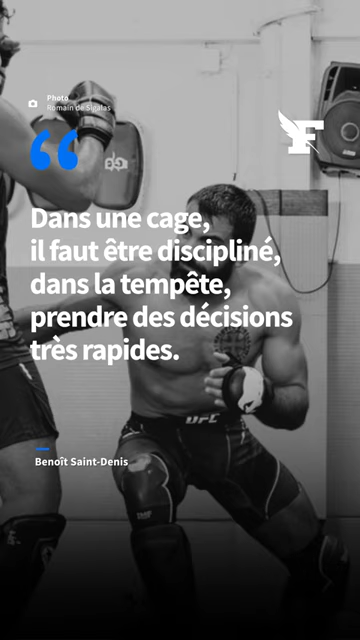 Photo
Romain de Sigalas
F
“
Dans une cage,
il faut être discipliné,
dans la tempête,
prendre des décisions
très rapides.
UFC
Benoît Saint-Denis